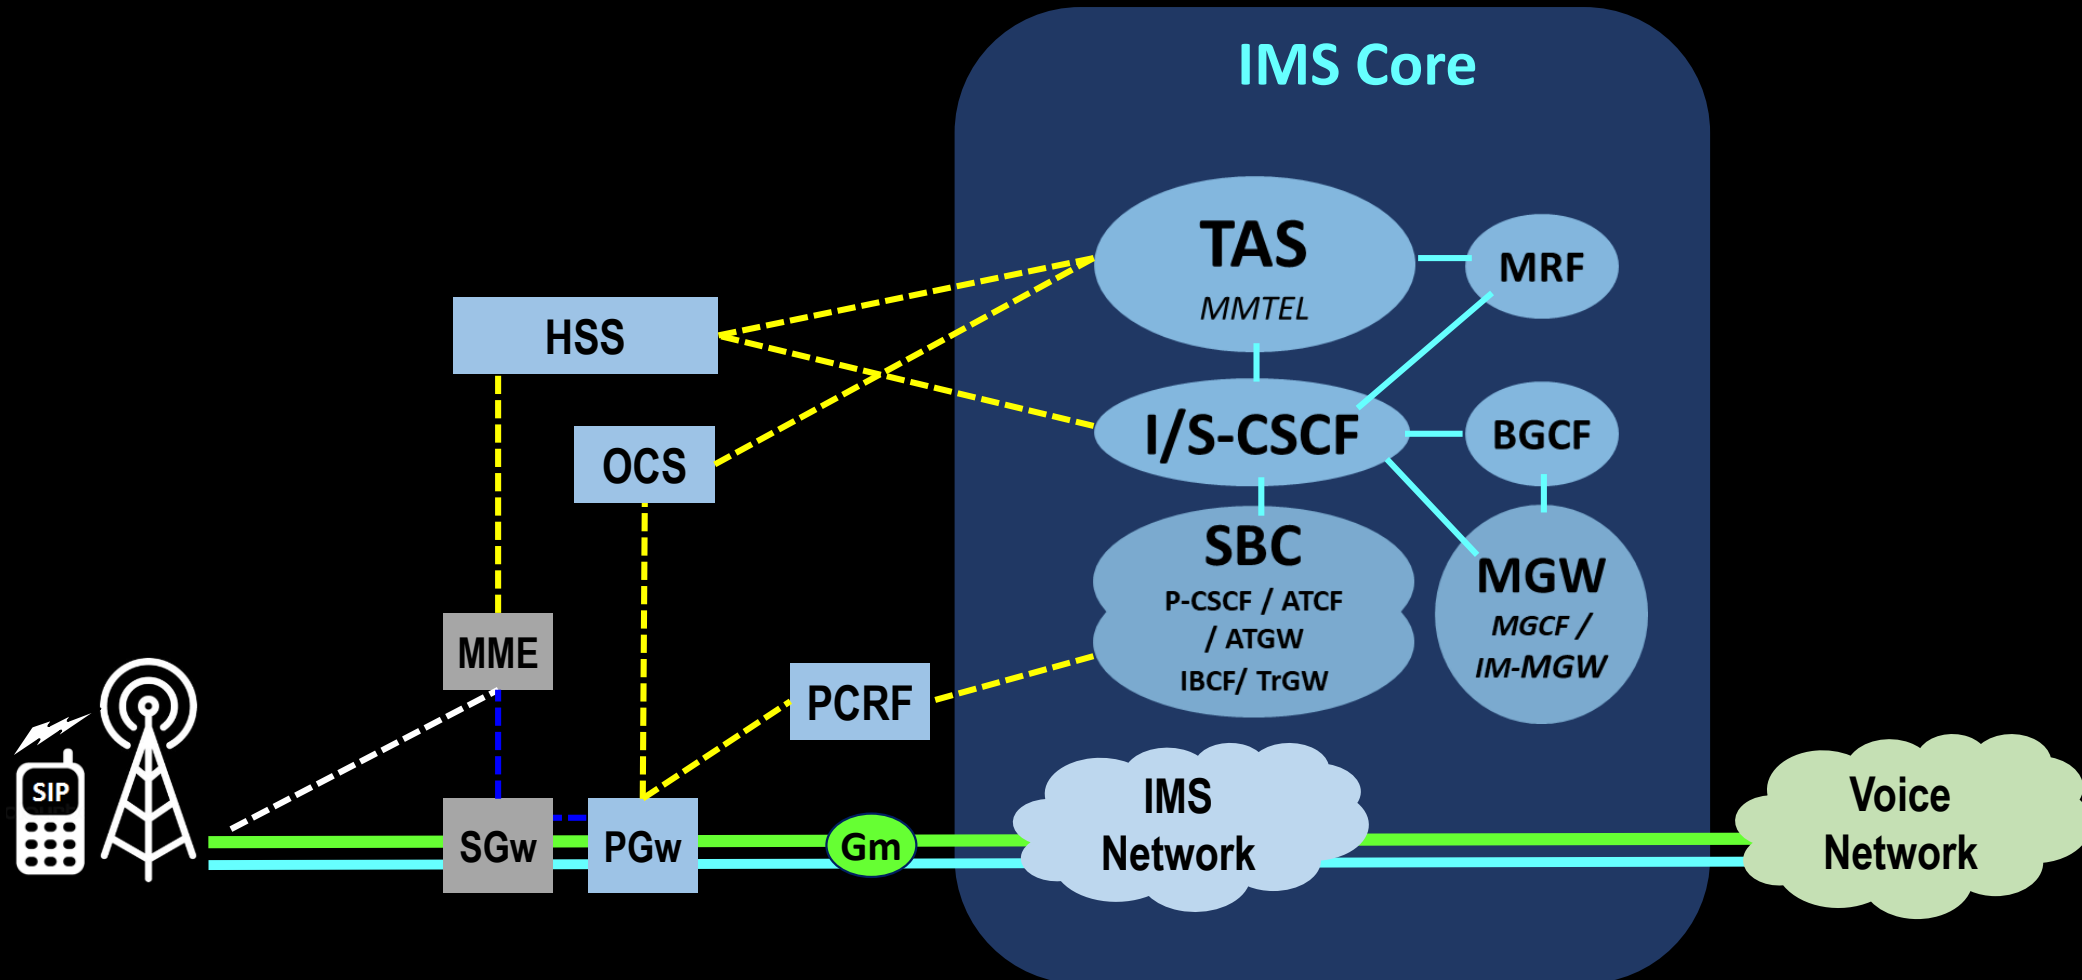 IMS Core
TAS
MMTEL
MRF
HSS
OCS
I/S-CSCF
BGCF
SBC
P-CSCF / ATCF
/ ATGW
IBCF/ TrGW
MGW
MGCF /
IM-MGW
MME
PCRF
SIP
SGw
PGw
Gm
IMS
Network
Voice
Network